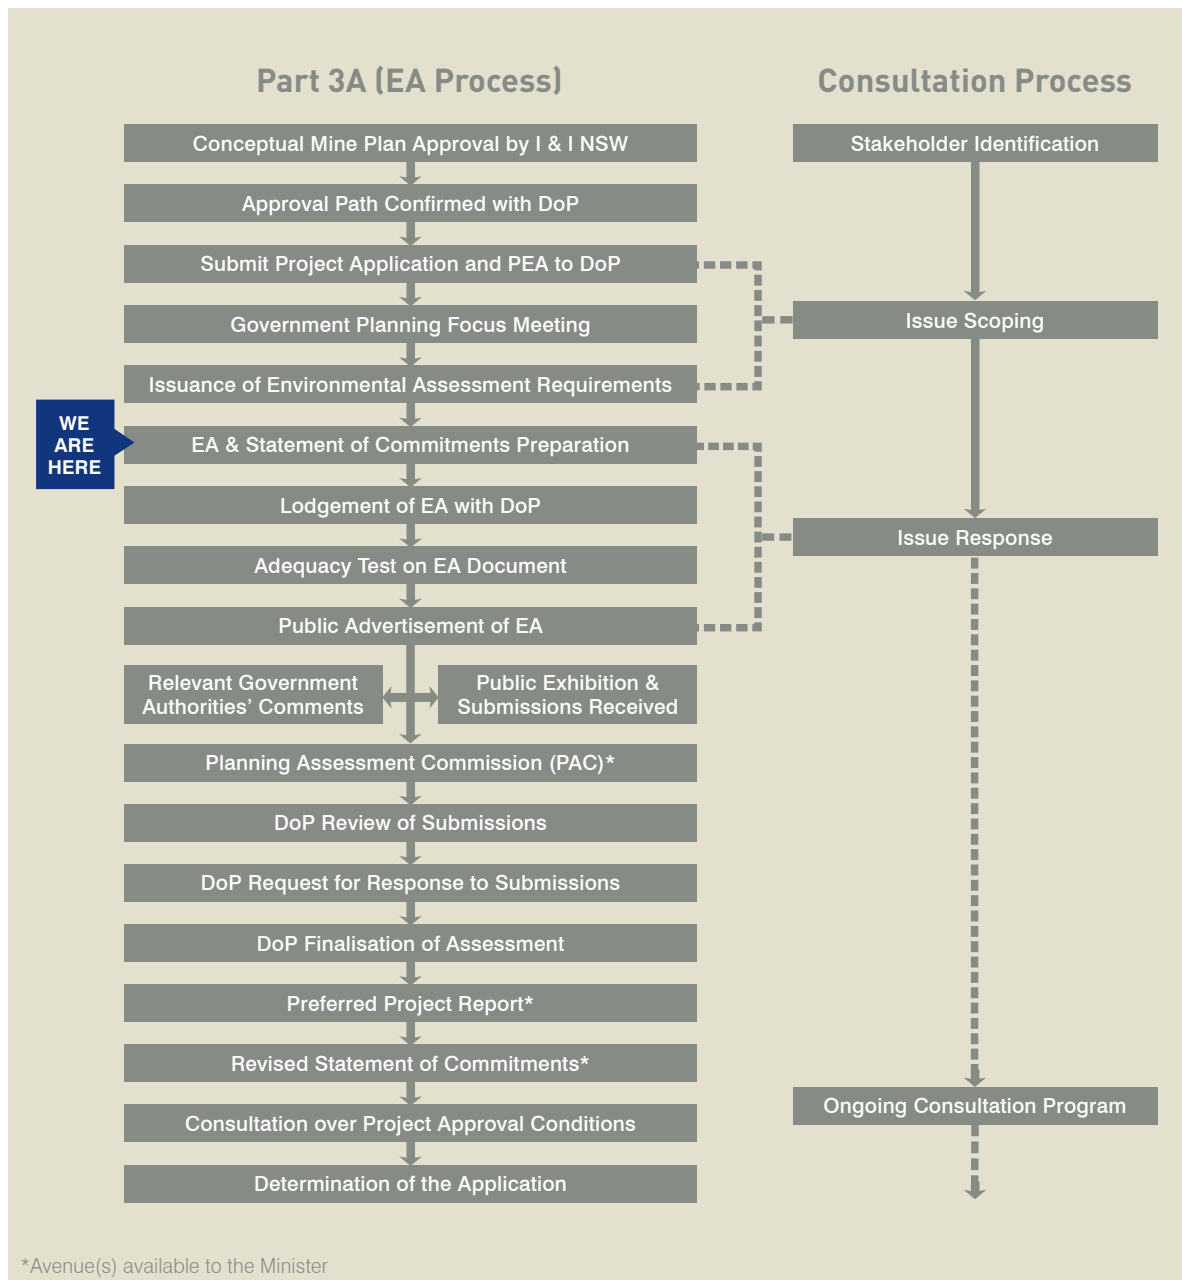 Part 3A (EA Process)
Conceptual Mine Plan Approval by I & I NSW
Approval Path Confirmed with DoP
Submit Project Application and PEA to DoP
Government Planning Focus Meeting
Issuance of Environmental Assessment Requirements
WE
ARE
HERE
EA & Statement of Commitments Preparation
Lodgement of EA with DoP
Adequacy Test on EA Document
Public Advertisement of EA
Relevant Government
Authorities’ Comments
Public Exhibition &
Submissions Received
Planning Assessment Commission (PAC)*
DoP Review of Submissions
DoP Request for Response to Submissions
DoP Finalisation of Assessment
Preferred Project Report*
Revised Statement of Commitments*
Consultation over Project Approval Conditions
Determination of the Application
Consultation Process
Stakeholder Identification
Issue Scoping
Issue Response
Ongoing Consultation Program
*Avenue(s) available to the Minister